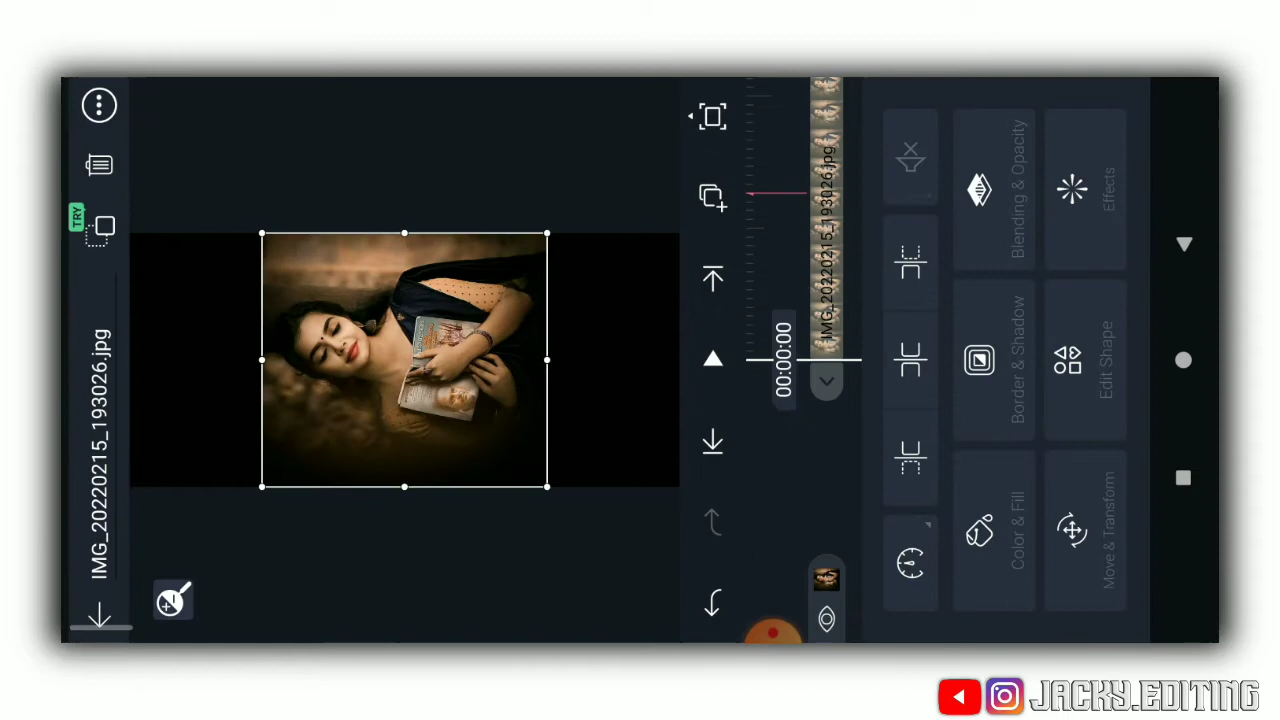 IMG_20220215_193026.jpg
TRY
IMG_20220215_193026.jpg
00:00:00
Move & Transform
Edit Shape
Effects
Color & Fill
Border & Shadow
Blending & Opacity
JACKY.EDITING